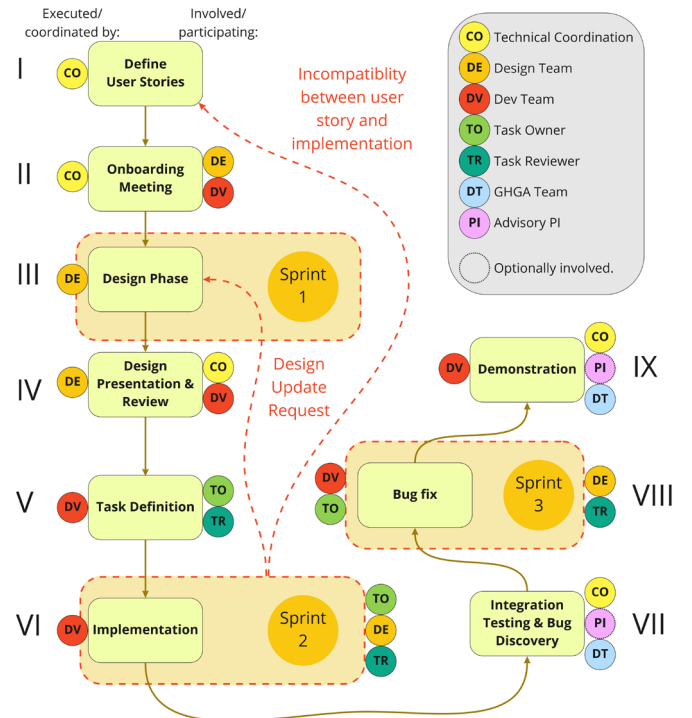 Executed/
coordinated by:
Involved/
participating:
I
CO
Define
User Stories
Incompatiblity
between user
story and
implementation
CO Technical Coordination
DE Design Team
DV Dev Team
TO Task Owner
TR Task Reviewer
DT GHGA Team
PI Advisory PI
Optionally involved.
II
CO
Onboarding
Meeting
DE
DV
III
DE
Design Phase
Sprint
1
IV
DE
Design
Presentation &
Review
CO
DV
Design
Update
Request
V
DV
Task Definition
TO
TR
VI
DV
Implementation
Sprint
2
TO
DE
TR
Integration
Testing & Bug
Discovery
CO
PI
DT
VII
DV
TO
Bug fix
Sprint
3
DE
TR
VIII
DV
Demonstration
CO
PI
DT
IX